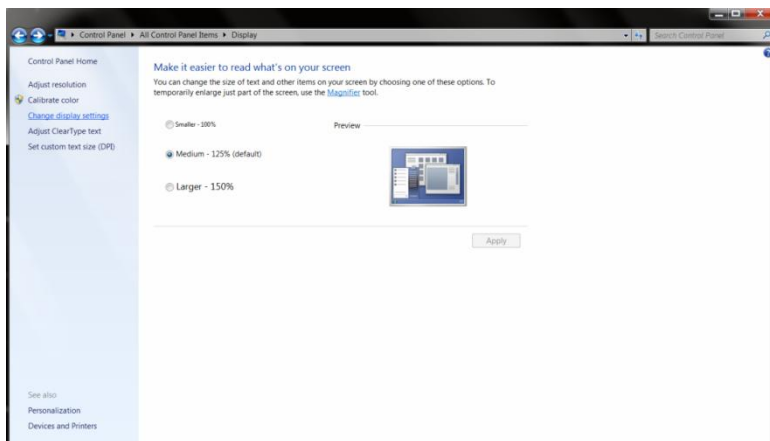 Control Panel ▸ All Control Panel Items ▸ Display
Search Control Panel
Control Panel Home
Adjust resolution
Calibrate color
Change display settings
Adjust ClearType text
Set custom text size (DPI)
Make it easier to read what's on your screen
You can change the size of text and other items on your screen by choosing one of these options. To
temporarily enlarge just part of the screen, use the Magnifier tool.
Smaller - 100%
Preview
Medium - 125% (default)
Larger - 150%
Apply
See also
Personalization
Devices and Printers